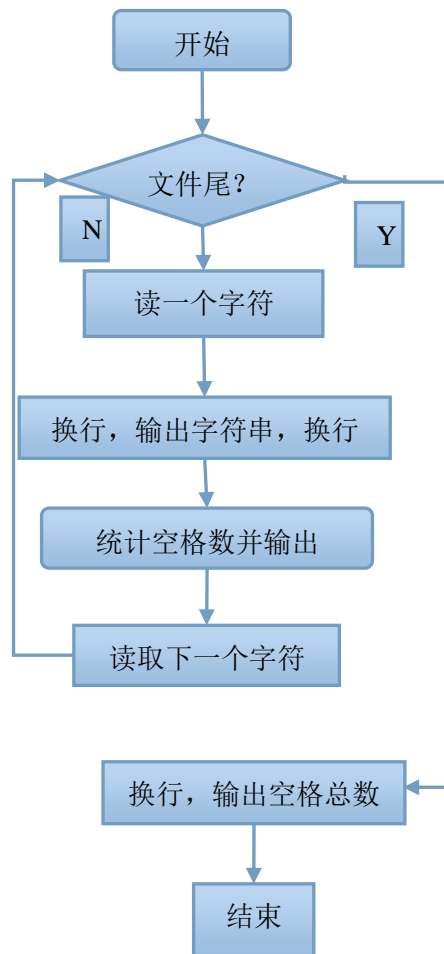 开始
文件尾？
N
Y
读一个字符
换行，输出字符串，换行
统计空格数并输出
读取下一个字符
换行，输出空格总数
结束